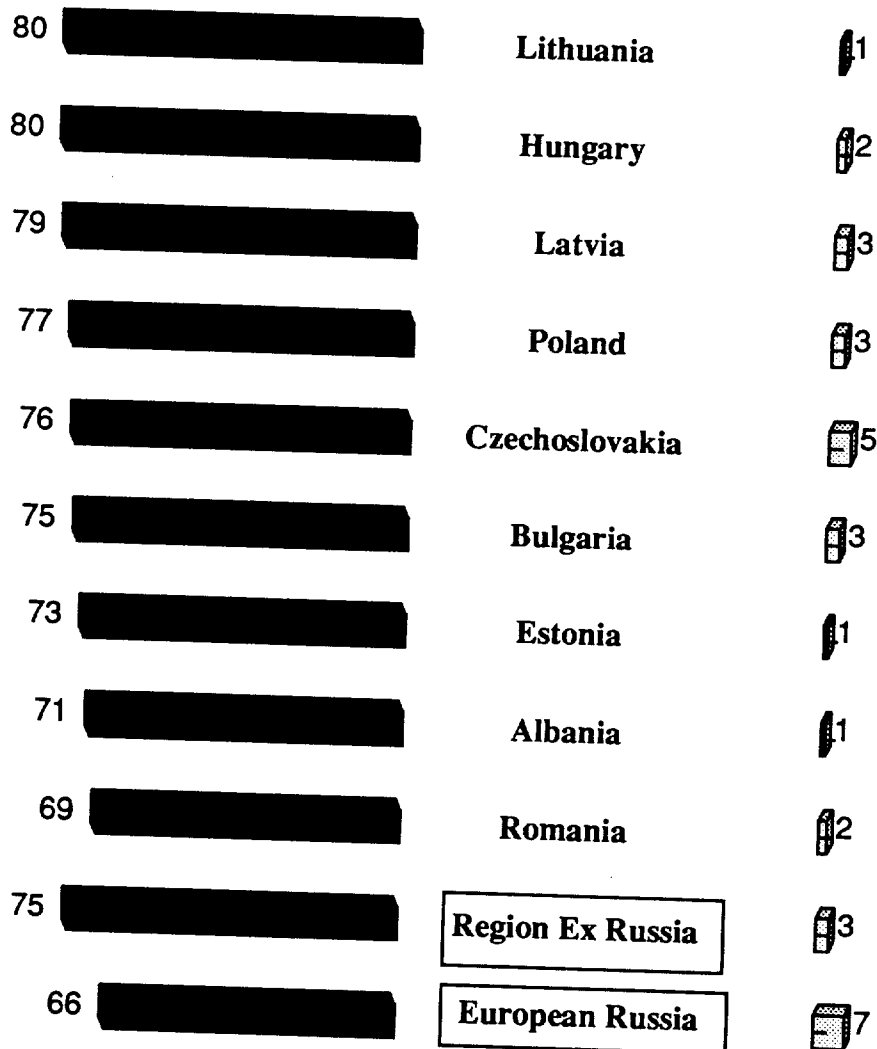 80 Lithuania 1
80 Hungary 2
79 Latvia 3
77 Poland 3
76 Czechoslovakia 5
75 Bulgaria 3
73 Estonia 1
71 Albania 1
69 Romania 2
75 Region Ex Russia 3
66 European Russia 7